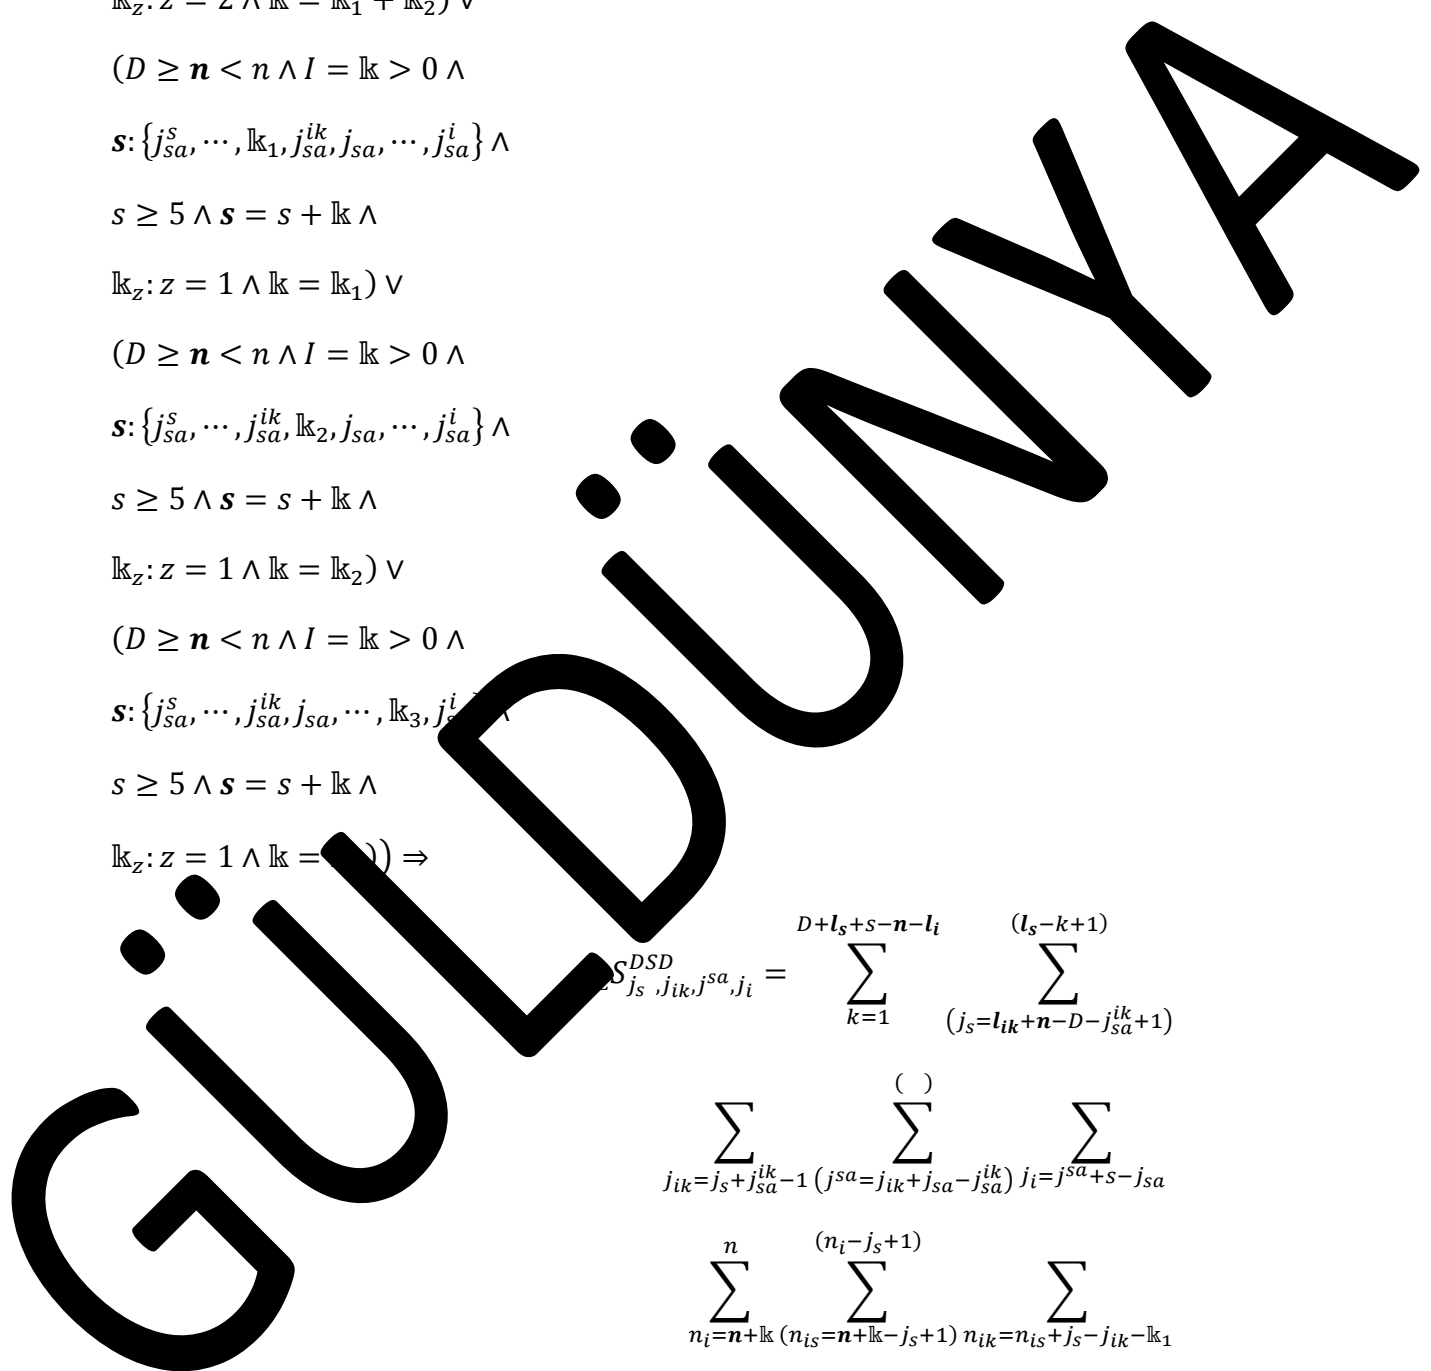 𝕜_z: z = 2 ∧ 𝕜 = 𝕜_1 + 𝕜_2) ∨
(D ≥ 𝒏 < n ∧ I = 𝕜 > 0 ∧
𝒔: {j_{sa}^s, ⋯, 𝕜_1, j_{sa}^{ik}, j_{sa}, ⋯, j_{sa}^i} ∧
s ≥ 5 ∧ 𝒔 = s + 𝕜 ∧
𝕜_z: z = 1 ∧ 𝕜 = 𝕜_1) ∨
(D ≥ 𝒏 < n ∧ I = 𝕜 > 0 ∧
𝒔: {j_{sa}^s, ⋯, j_{sa}^{ik}, 𝕜_2, j_{sa}, ⋯, j_{sa}^i} ∧
s ≥ 5 ∧ 𝒔 = s + 𝕜 ∧
𝕜_z: z = 1 ∧ 𝕜 = 𝕜_2) ∨
(D ≥ 𝒏 < n ∧ I = 𝕜 > 0 ∧
𝒔: {j_{sa}^s, ⋯, j_{sa}^{ik}, j_{sa}, ⋯, 𝕜_3, j^i ∧
s ≥ 5 ∧ 𝒔 = s + 𝕜 ∧
𝕜_z: z = 1 ∧ 𝕜 = )) ⇒
S_{j_s, j_{ik}, j^{sa}, j_i}^{DSD} = ∑_{k=1}^{D+𝒍_𝒔+s−𝒏−𝒍_𝒊} ∑_{(j_s=𝒍_{𝒊𝒌}+𝒏−D−j_{sa}^{ik}+1)}^{(𝒍_𝒔−k+1)}
∑_{j_{ik}=j_s+j_{sa}^{ik}−1} ∑_{(j^{sa}=j_{ik}+j_{sa}−j_{sa}^{ik})}^{( )} ∑_{j_i=j^{sa}+s−j_{sa}}
∑_{n_i=𝒏+𝕜}^{n} ∑_{(n_{is}=𝒏+𝕜−j_s+1)}^{(n_i−j_s+1)} ∑_{n_{ik}=n_{is}+j_s−j_{ik}−𝕜_1}
GÜLDÜNYA